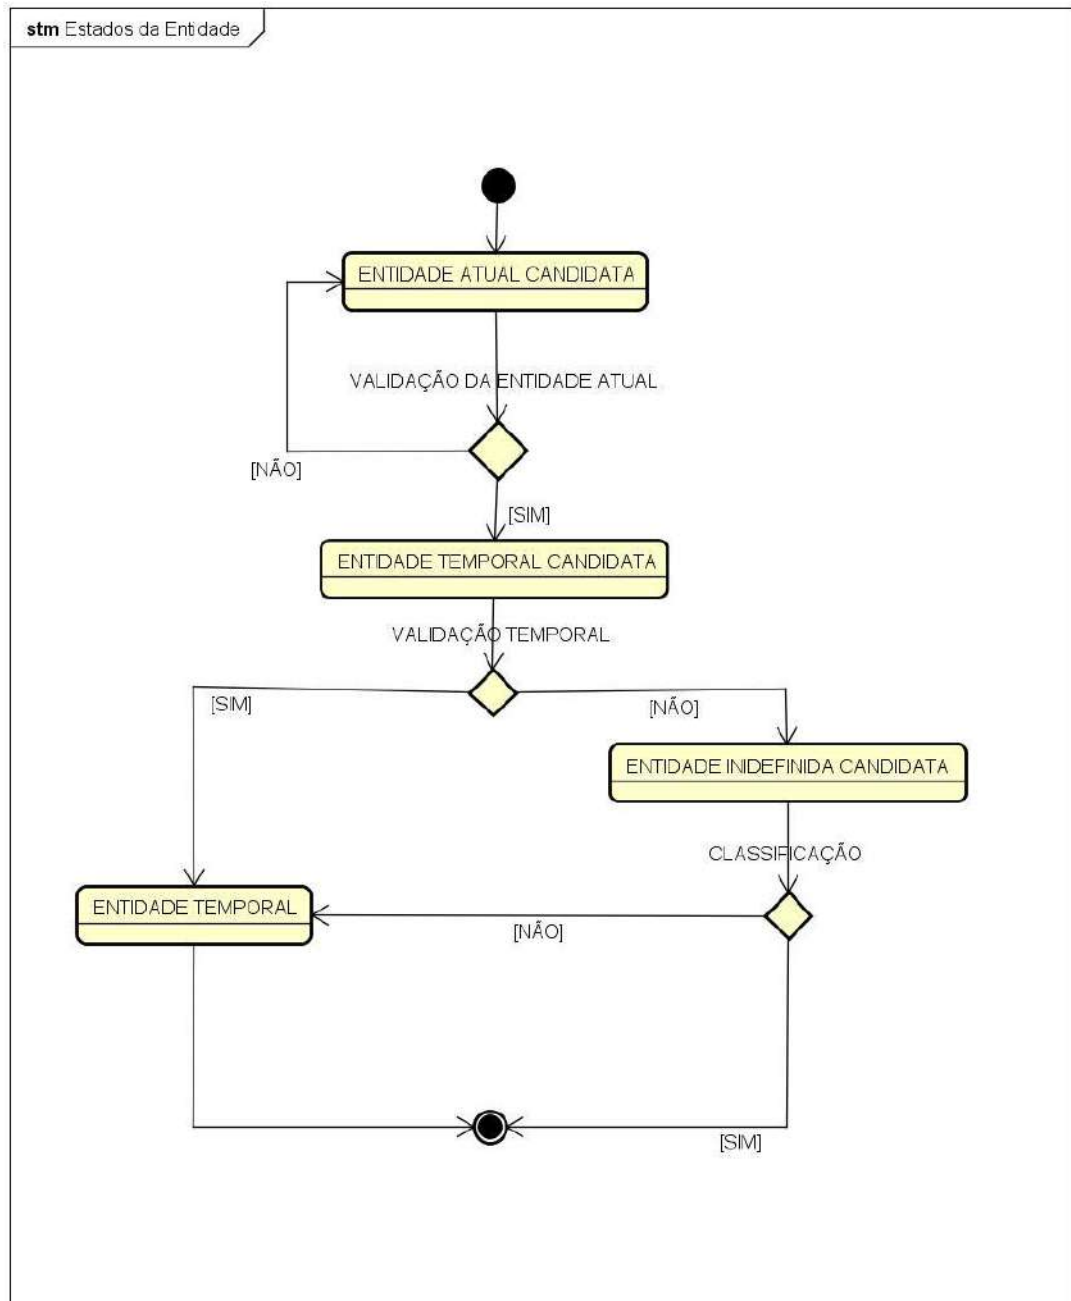 stm Estados da Entidade
ENTIDADE ATUAL CANDIDATA
VALIDAÇÃO DA ENTIDADE ATUAL
[NÃO]
[SIM]
ENTIDADE TEMPORAL CANDIDATA
VALIDAÇÃO TEMPORAL
[SIM]
[NÃO]
ENTIDADE INIDEFINIDA CANDIDATA
CLASSIFICAÇÃO
ENTIDADE TEMPORAL
[NÃO]
[SIM]